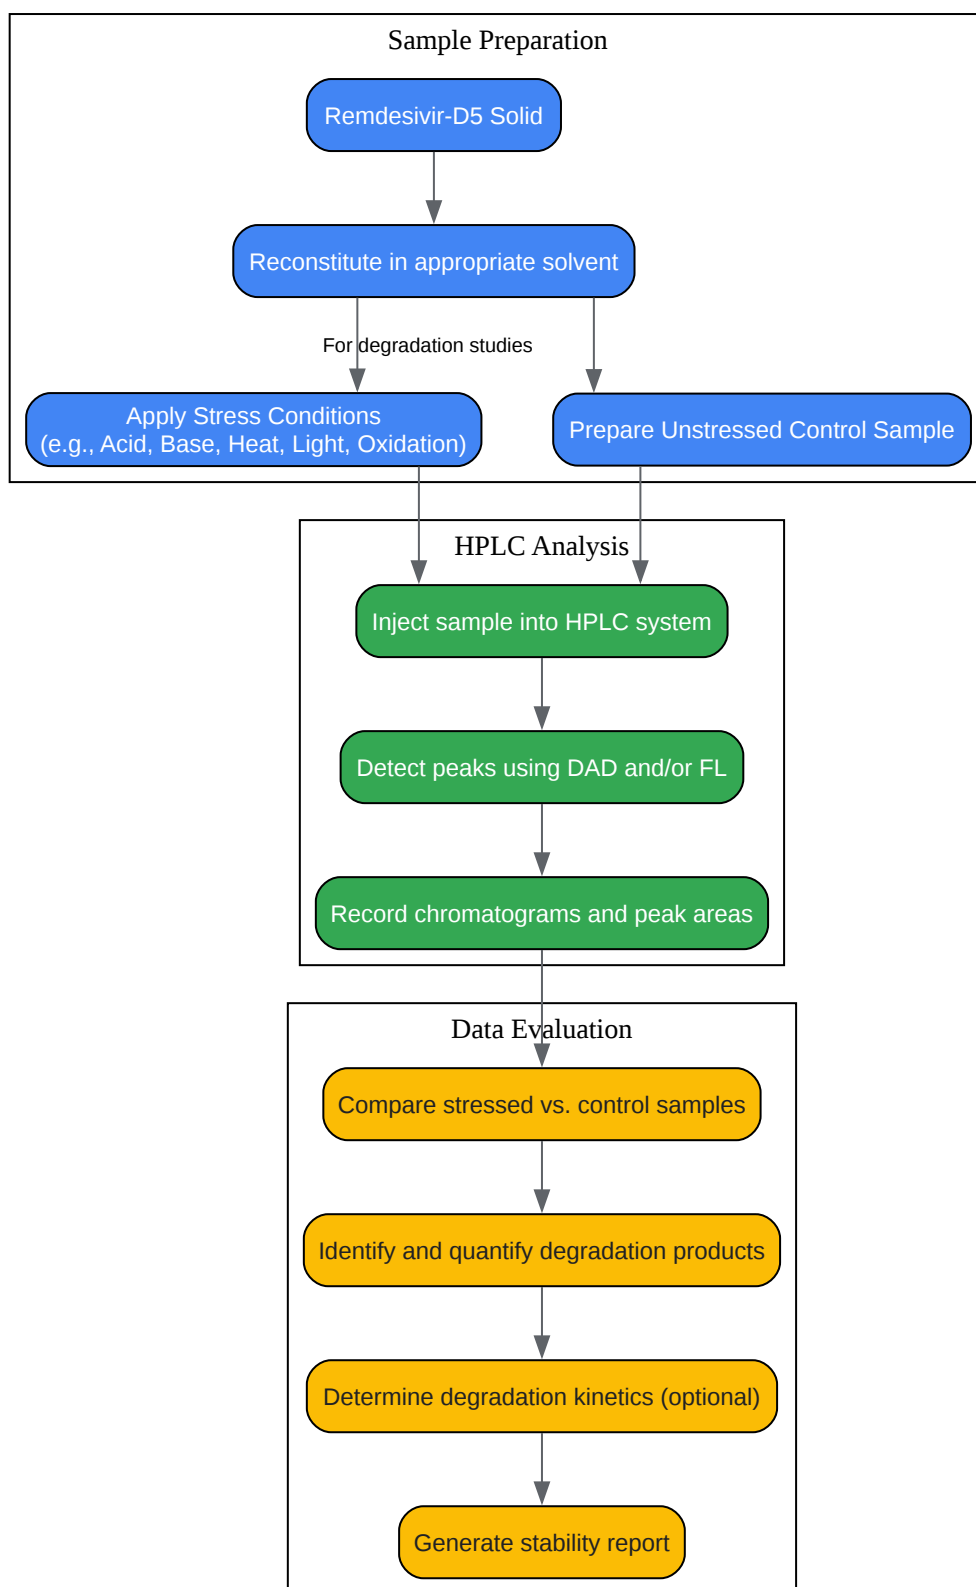 Sample Preparation
Remdesivir-D5 Solid
Reconstitute in appropriate solvent
For degradation studies
Apply Stress Conditions
(e.g., Acid, Base, Heat, Light, Oxidation)
Prepare Unstressed Control Sample
HPLC Analysis
Inject sample into HPLC system
Detect peaks using DAD and/or FL
Record chromatograms and peak areas
Data Evaluation
Compare stressed vs. control samples
Identify and quantify degradation products
Determine degradation kinetics (optional)
Generate stability report